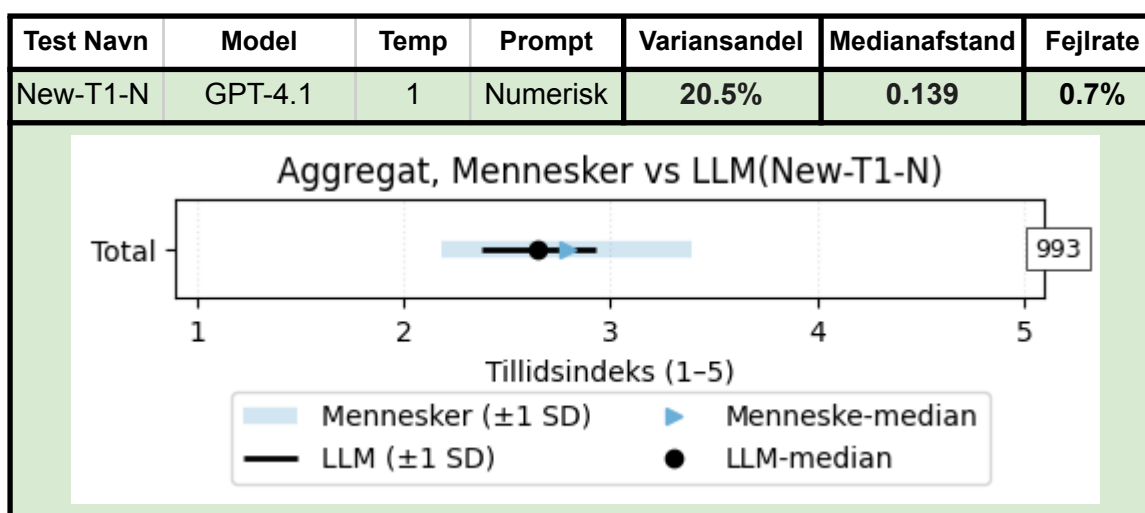 Test Navn Model Temp Prompt Variansandel Medianafstand Fejlrate
New-T1-N GPT-4.1 1 Numerisk 20.5% 0.139 0.7%
Aggregat, Mennesker vs LLM(New-T1-N)
Total 993
1 2 3 4 5
Tillidsindeks (1–5)
Mennesker (±1 SD) Menneske-median
LLM (±1 SD) LLM-median